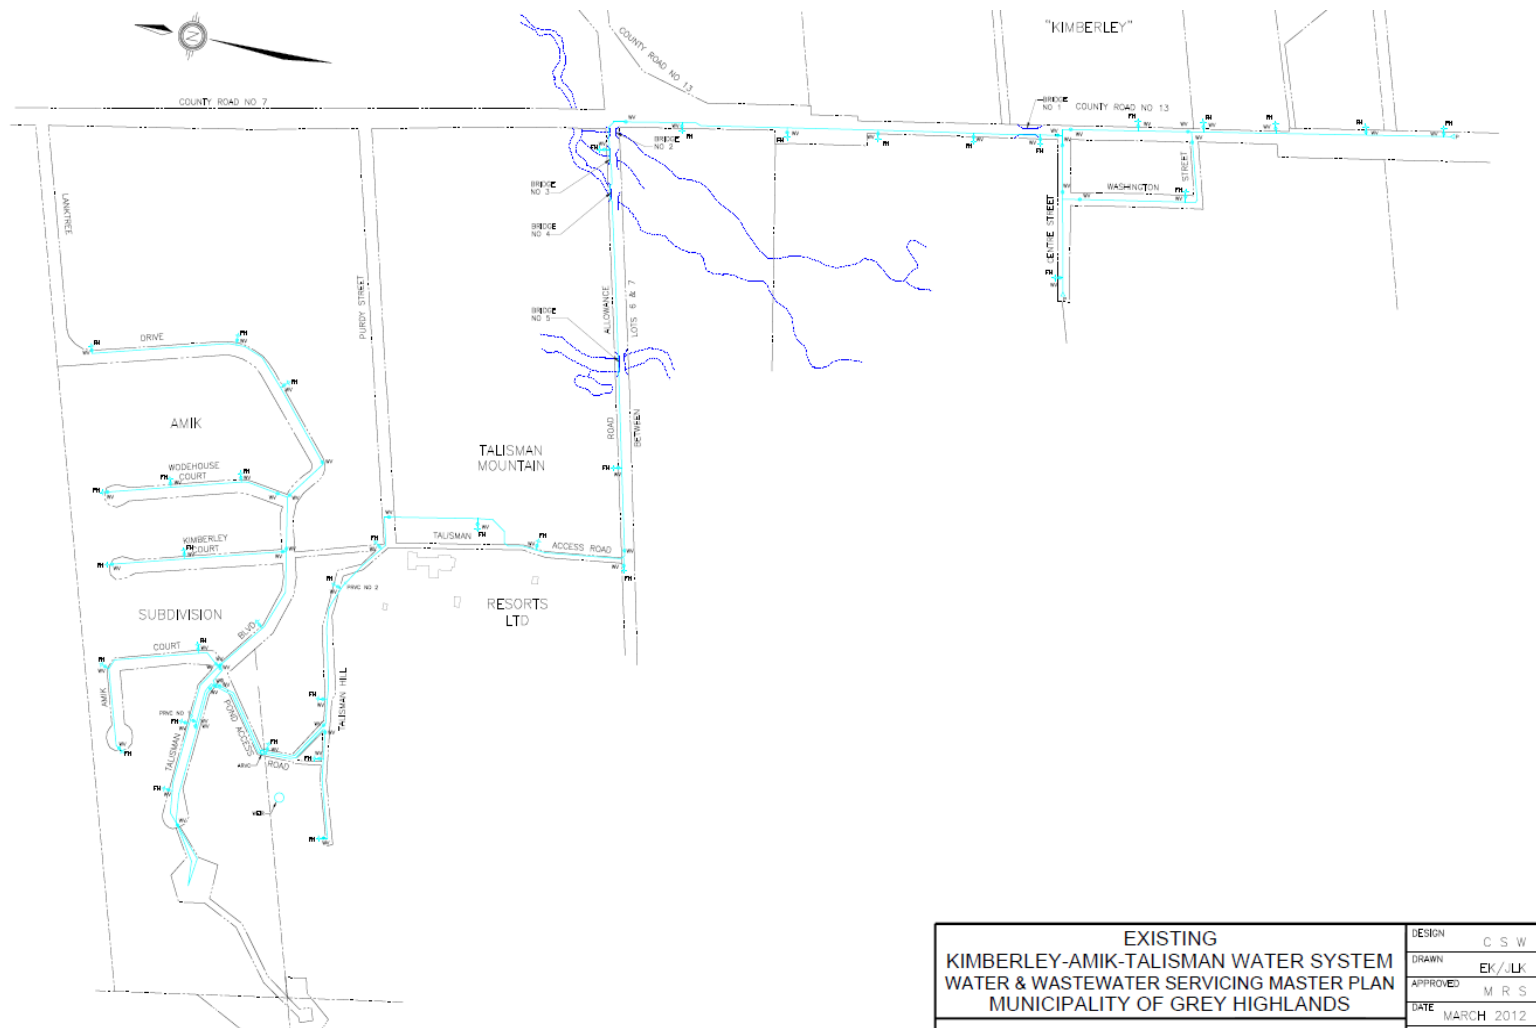 "KIMBERLEY"
N
COUNTY ROAD NO 13
COUNTY ROAD NO 7
BRIDGE
NO 1
COUNTY ROAD NO 13
BRIDGE
NO 2
BRIDGE
NO 3
BRIDGE
NO 4
BRIDGE
NO 5
WASHINGTON
STREET
CENTRE STREET
LANKTREE
DRIVE
PURDY STREET
ALLOWANCE
LOTS 6 & 7
ROAD
BETWEEN
AMIK
TALISMAN
MOUNTAIN
WODEHOUSE
COURT
KIMBERLEY
COURT
TALISMAN
ACCESS ROAD
PRVC NO 2
RESORTS
LTD
SUBDIVISION
BLVD
COURT
AMIK
PRVC NO 1
POND ACCESS
ROAD
TALISMAN
TALISMAN HILL
FH
WV
EXISTING
KIMBERLEY-AMIK-TALISMAN WATER SYSTEM
WATER & WASTEWATER SERVICING MASTER PLAN
MUNICIPALITY OF GREY HIGHLANDS
DESIGN
C S W
DRAWN
EK/JLK
APPROVED
M R S
DATE
MARCH 2012